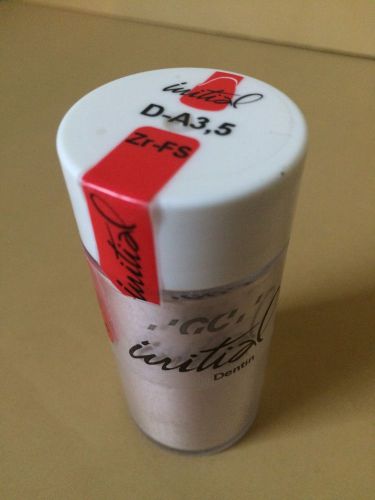 initial
D-A3,5
Zr-FS
initial
GC
initial
Dentin